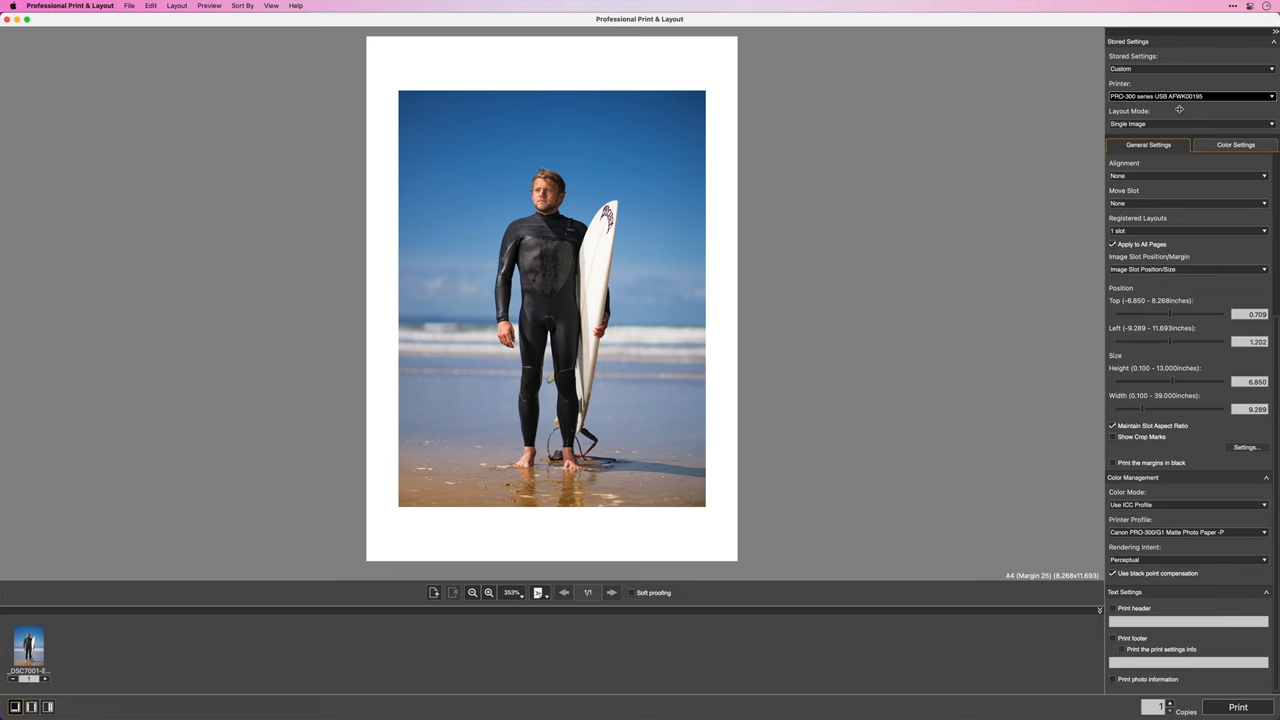 Professional Print & Layout File Edit Layout Preview Sort By View Help
Professional Print & Layout
Stored Settings
Stored Settings:
Custom
Printer:
PRO-300 series USB AFWK00195
Layout Mode:
Single Image
General Settings Color Settings
Alignment
None
Move Slot
None
Registered Layouts
1 slot
Apply to All Pages
Image Slot Position/Margin
Image Slot Position/Size
Position
Top (-6.850 - 8.268inches):
0.709
Left (-9.289 - 11.693inches):
1.202
Size
Height (0.100 - 13.000inches):
6.850
Width (0.100 - 39.000inches):
9.289
Maintain Slot Aspect Ratio
Show Crop Marks
Settings...
Print the margins in black
Color Management
Color Mode:
Use ICC Profile
Printer Profile:
Canon PRO-300/G1 Matte Photo Paper -P
Rendering Intent:
Perceptual
Use black point compensation
Text Settings
Print header
Print footer
Print the print settings info
Print photo information
A4 (Margin 25) (8.268x11.693)
353% 1/1 Soft proofing
_DSC7001-E...
1
1 Copies Print